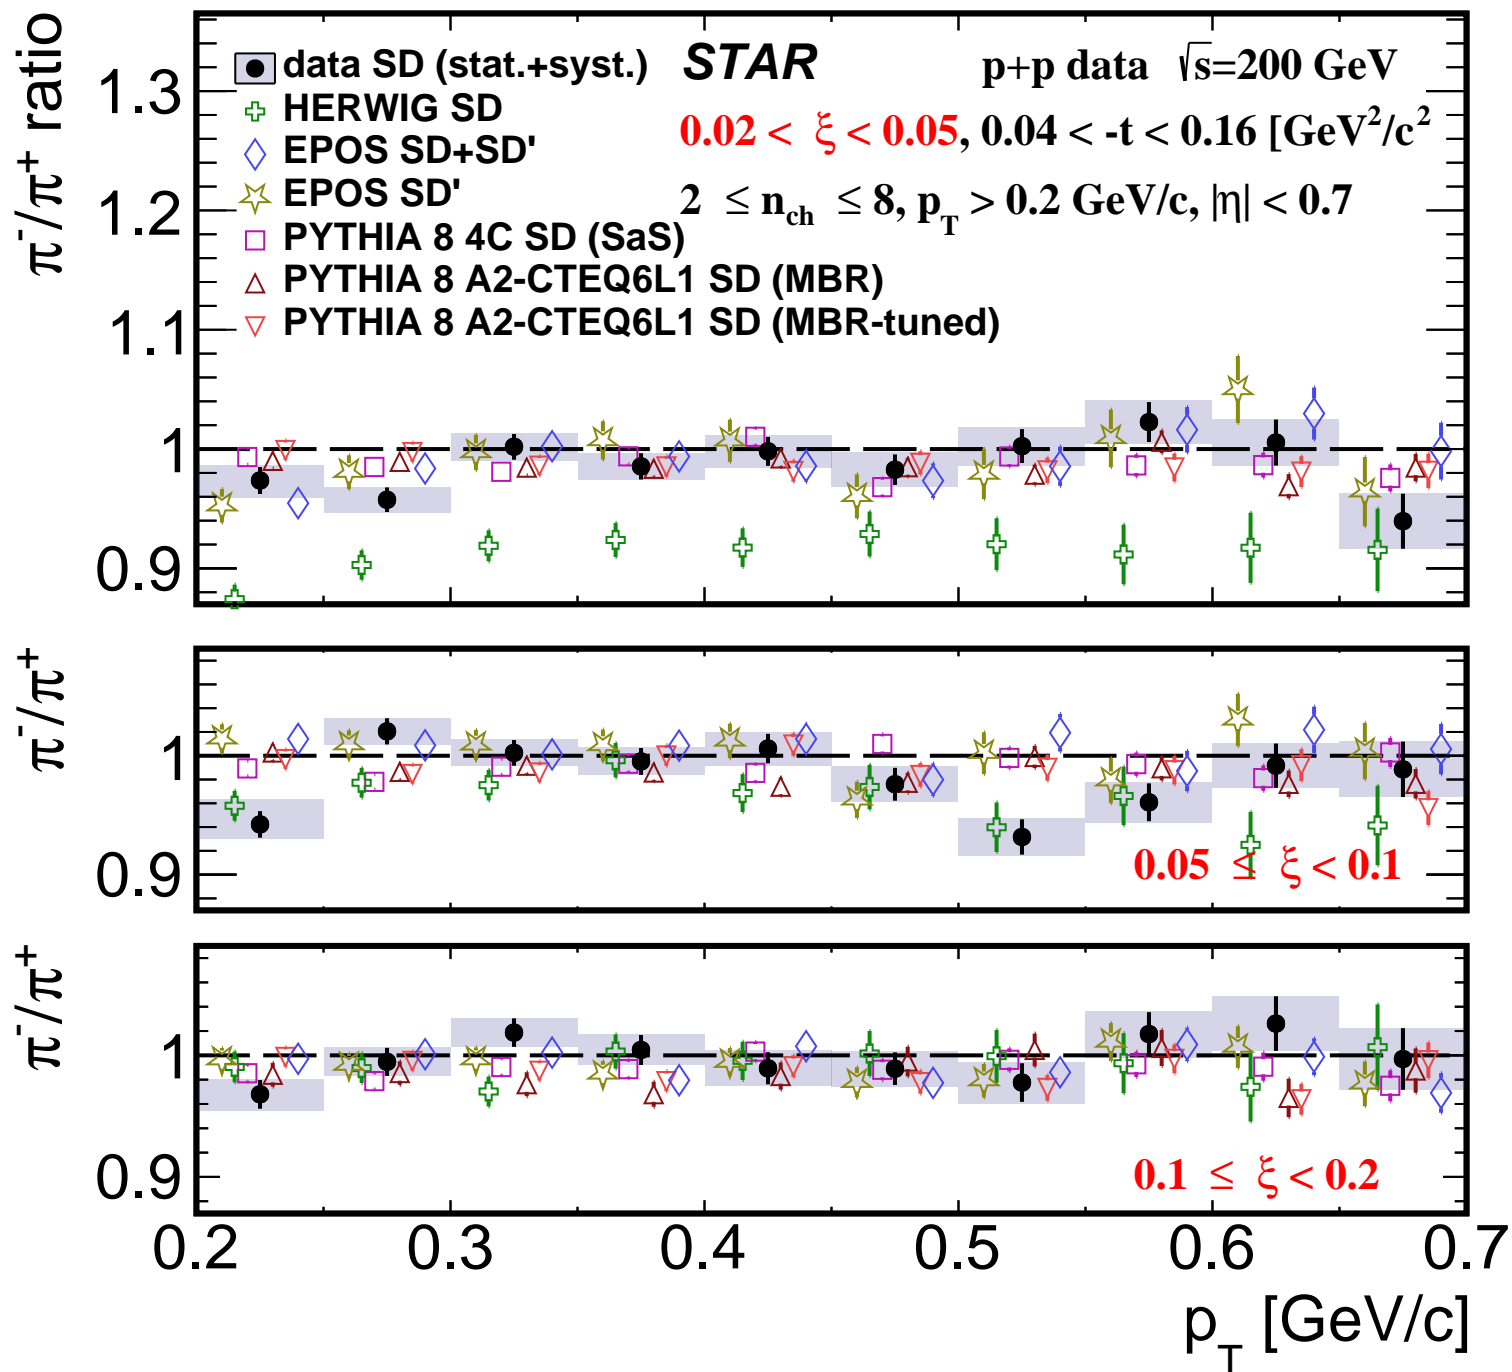 π⁻/π⁺ ratio
1.3
1.2
1.1
1
0.9
data SD (stat.+syst.)
HERWIG SD
EPOS SD+SD'
EPOS SD'
PYTHIA 8 4C SD (SaS)
PYTHIA 8 A2-CTEQ6L1 SD (MBR)
PYTHIA 8 A2-CTEQ6L1 SD (MBR-tuned)
STAR p+p data √s=200 GeV
0.02 < ξ < 0.05, 0.04 < -t < 0.16 [GeV²/c²
2 ≤ n_ch ≤ 8, p_T > 0.2 GeV/c, |η| < 0.7
π⁻/π⁺
1
0.9
0.05 ≤ ξ < 0.1
π⁻/π⁺
1
0.9
0.1 ≤ ξ < 0.2
0.2 0.3 0.4 0.5 0.6 0.7
p_T [GeV/c]